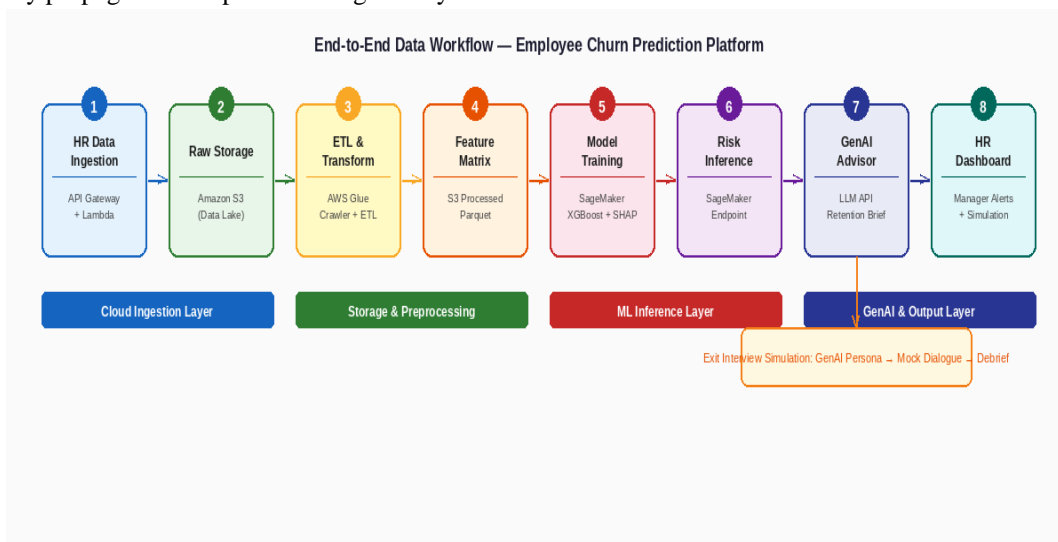 End-to-End Data Workflow — Employee Churn Prediction Platform
1
HR Data
Ingestion
API Gateway
+ Lambda
2
Raw Storage
Amazon S3
(Data Lake)
3
ETL &
Transform
AWS Glue
Crawler + ETL
4
Feature
Matrix
S3 Processed
Parquet
5
Model
Training
SageMaker
XGBoost + SHAP
6
Risk
Inference
SageMaker
Endpoint
7
GenAI
Advisor
LLM API
Retention Brief
8
HR
Dashboard
Manager Alerts
+ Simulation
Cloud Ingestion Layer
Storage & Preprocessing
ML Inference Layer
GenAI & Output Layer
Exit Interview Simulation: GenAI Persona → Mock Dialogue → Debrief